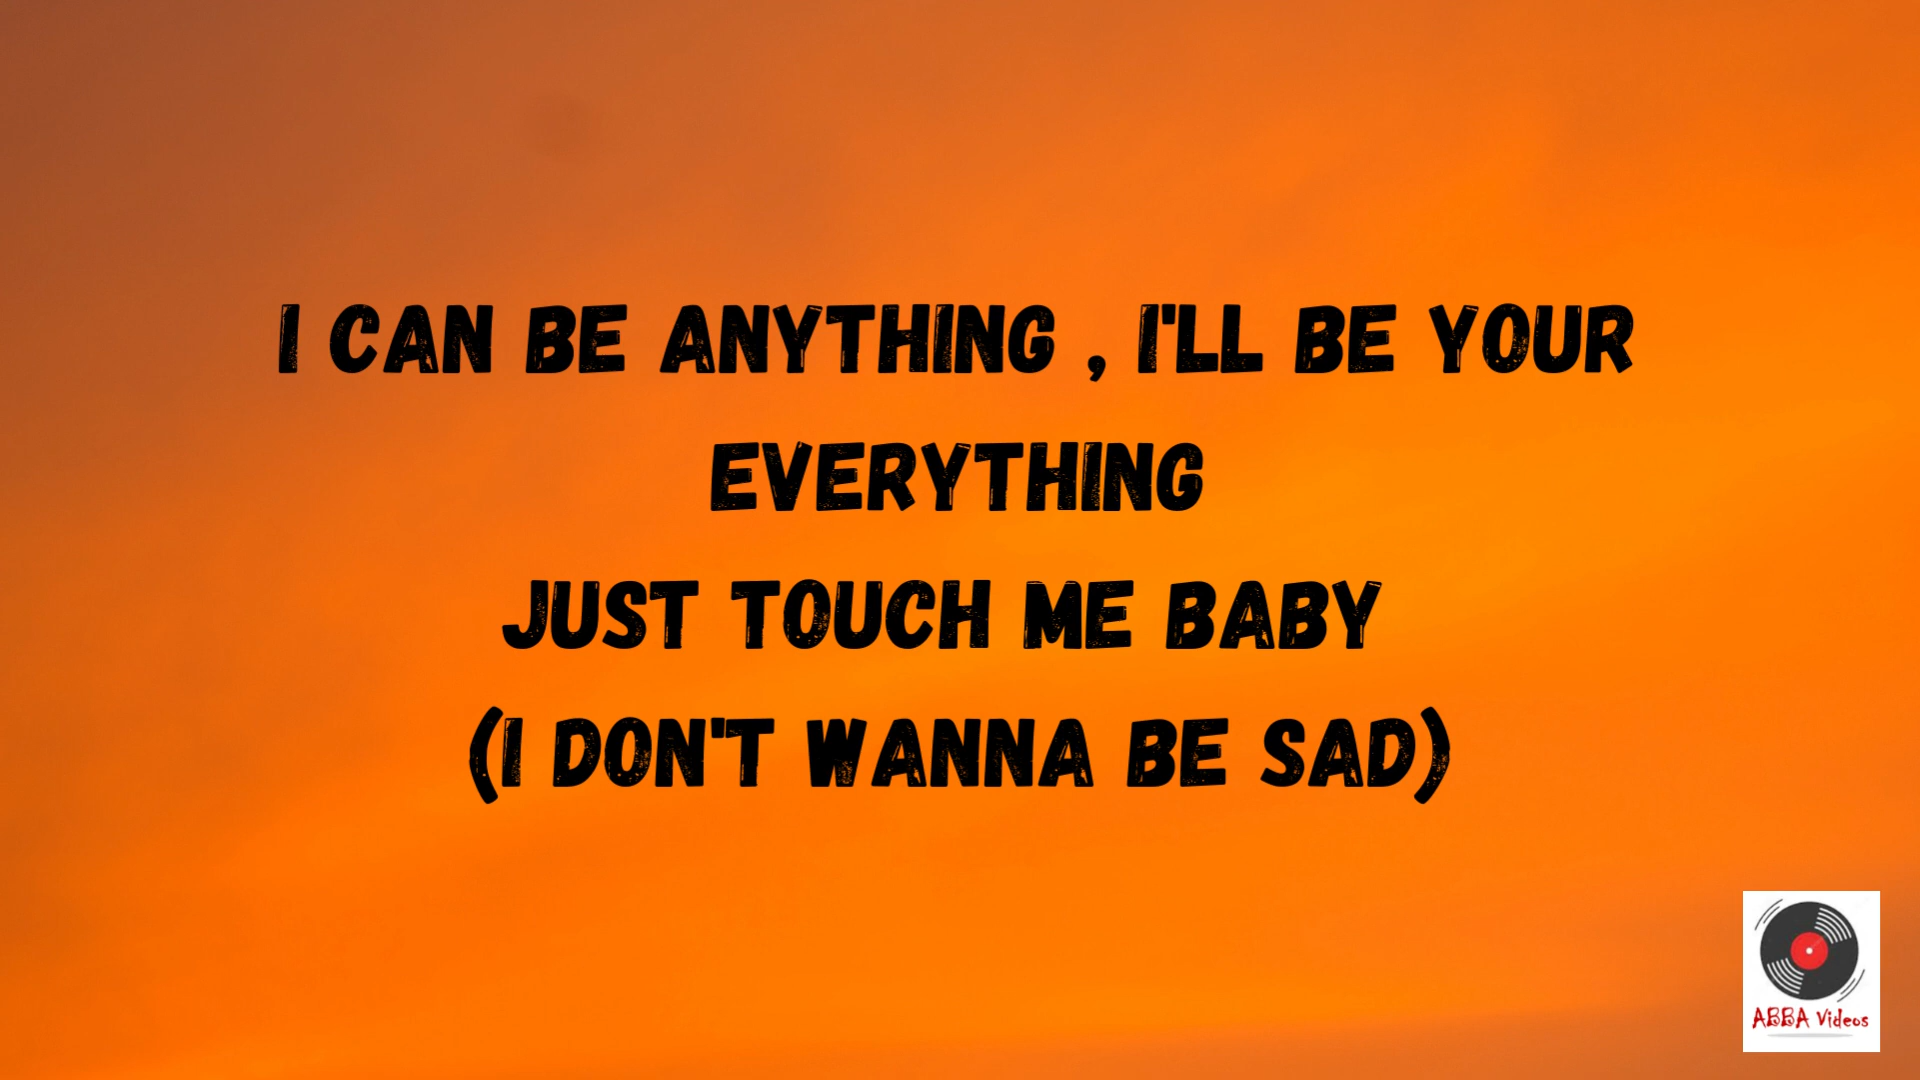 I CAN BE ANYTHING , I'LL BE YOUR
EVERYTHING
JUST TOUCH ME BABY
(I DON'T WANNA BE SAD)
ABBA Videos